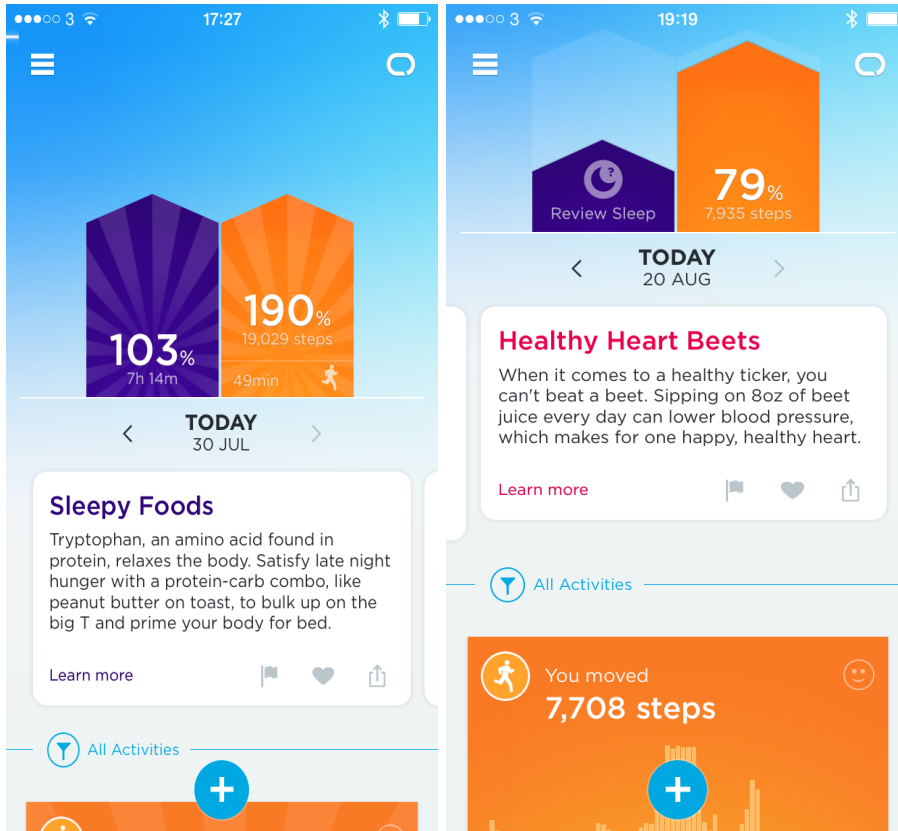 3 17:27
103%
7h 14m
190%
19,029 steps
49min
TODAY
30 JUL
Sleepy Foods
Tryptophan, an amino acid found in
protein, relaxes the body. Satisfy late night
hunger with a protein-carb combo, like
peanut butter on toast, to bulk up on the
big T and prime your body for bed.
Learn more
All Activities
+
3 19:19
?
Review Sleep
79%
7,935 steps
TODAY
20 AUG
Healthy Heart Beets
When it comes to a healthy ticker, you
can't beat a beet. Sipping on 8oz of beet
juice every day can lower blood pressure,
which makes for one happy, healthy heart.
Learn more
All Activities
You moved
7,708 steps
+